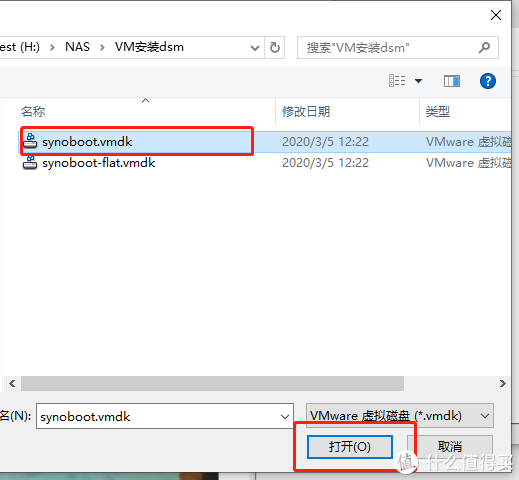 est (H:) › NAS › VM安装dsm
搜索"VM安装dsm"
名称 修改日期 类型
synoboot.vmdk 2020/3/5 12:22 VMware 虚拟磁
synoboot-flat.vmdk 2020/3/5 12:22 VMware 虚拟磁
名(N): synoboot.vmdk VMware 虚拟磁盘 (*.vmdk)
打开(O) 取消
值 什么值得买